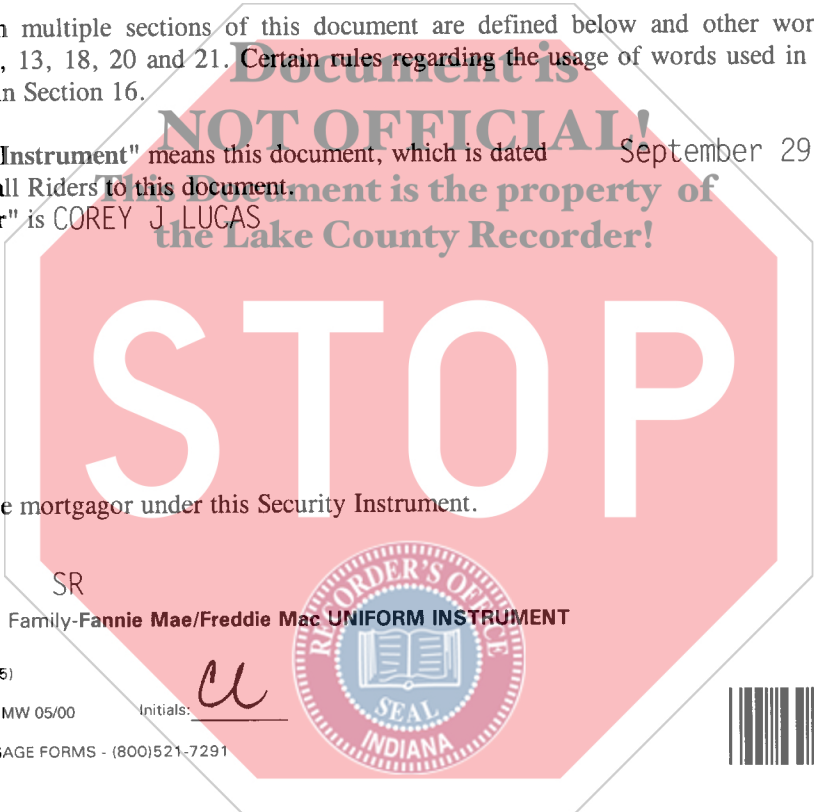 multiple sections of this document are defined below and other
, 13, 18, 20 and 21. Certain rules regarding the usage of words used in
in Section 16.
Document is
NOT OFFICIAL!
This Document is the property of
the Lake County Recorder!
Instrument" means this document, which is dated September 29
all Riders to this document.
" is COREY J LUCAS
STOP
mortgagor under this Security Instrument.
SR
Family-Fannie Mae/Freddie Mac UNIFORM INSTRUMENT
5)
MW 05/00 Initials: CL
GAGE FORMS - (800)521-7291
RECORDER'S OFFICE
SEAL
INDIANA